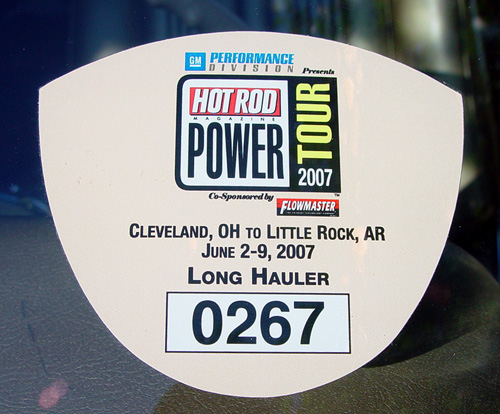 GM PERFORMANCE
DIVISION Presents
HOT ROD
MAGAZINE
POWER
TOUR
2007
Co-Sponsored by
FLOWMASTER™
CLEVELAND, OH TO LITTLE ROCK, AR
JUNE 2-9, 2007
LONG HAULER
0267